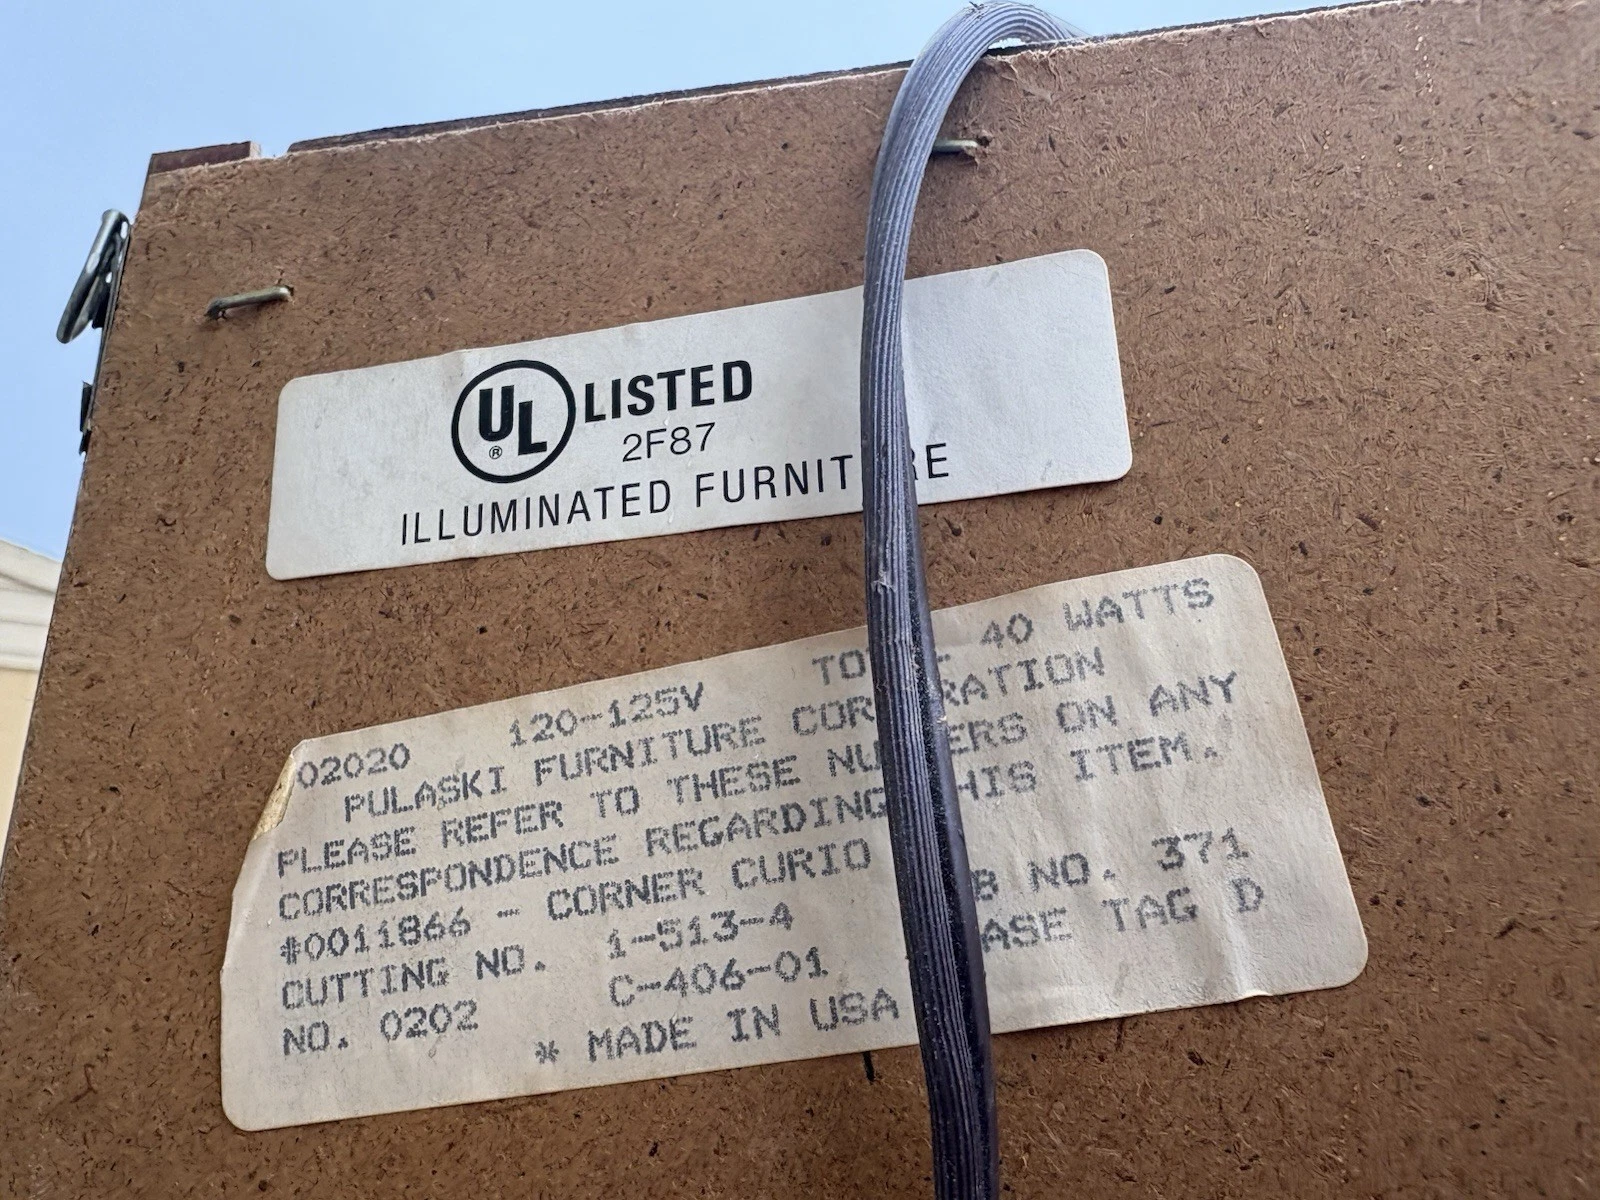 UL LISTED
®
2F87
ILLUMINATED FURNIT RE
02020 120-125V TO 40 WATTS
PULASKI FURNITURE COR RATION
PLEASE REFER TO THESE NU ERS ON ANY
CORRESPONDENCE REGARDING HIS ITEM.
#0011866 - CORNER CURIO B NO. 371
CUTTING NO. 1-513-4 ASE TAG D
NO. 0202 C-406-01
* MADE IN USA